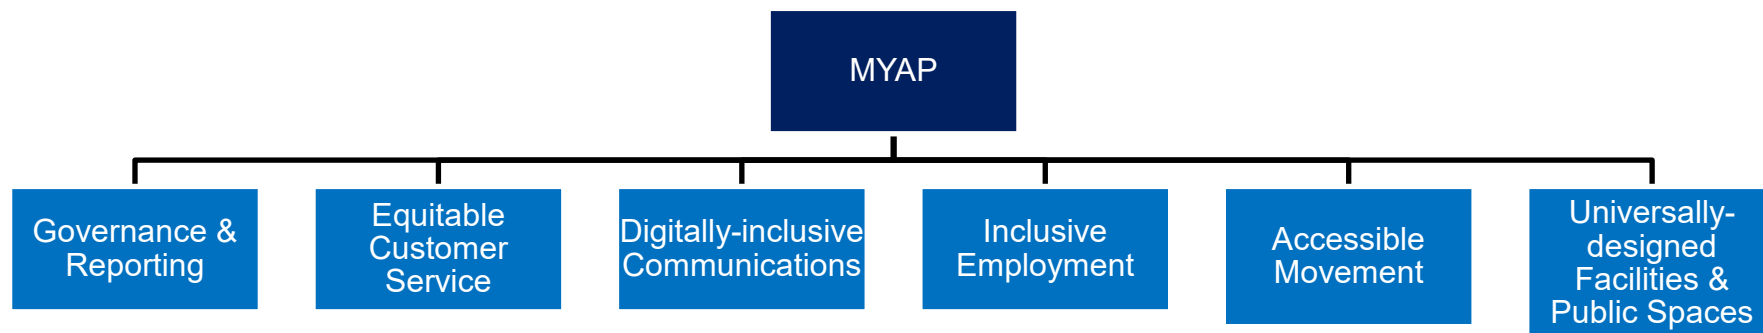 MYAP
Governance &
Reporting
Equitable
Customer
Service
Digitally-inclusive
Communications
Inclusive
Employment
Accessible
Movement
Universally-
designed
Facilities &
Public Spaces